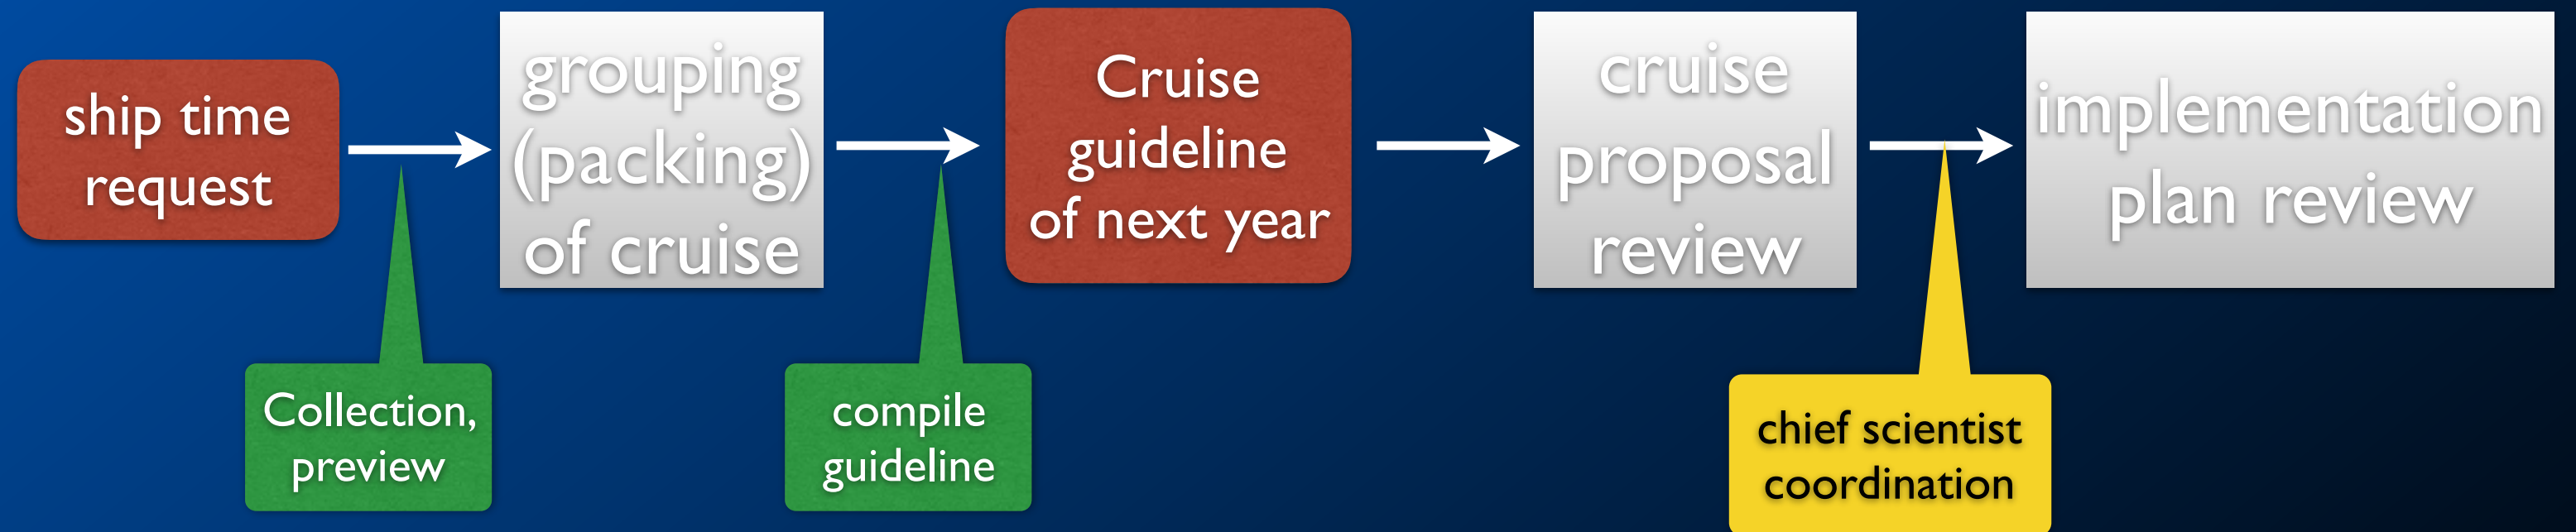 ship time
request
grouping
(packing)
of cruise
Cruise
guideline
of next year
cruise
proposal
review
implementation
plan review
Collection,
preview
compile
guideline
chief scientist
coordination